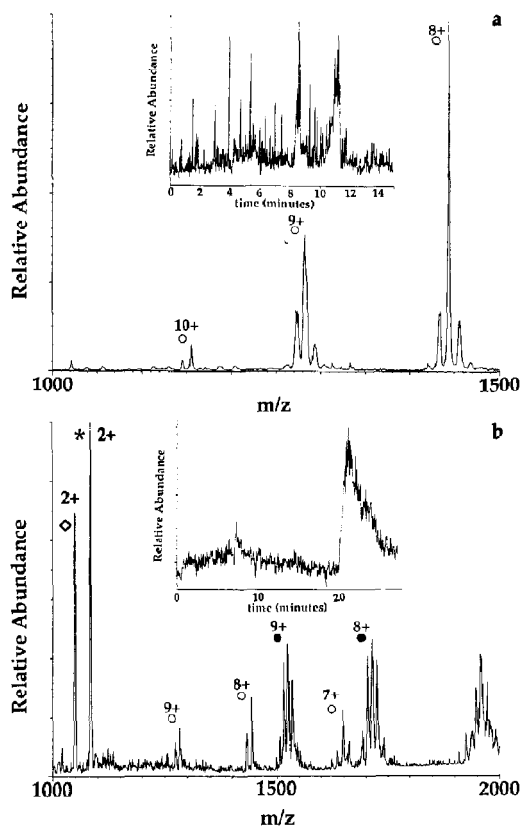 a
8+
Relative Abundance
Relative Abundance
0 2 4 6 8 10 12 14
time (minutes)
9+
10+
1000 1500
m/z
b
* 2+
2+
Relative Abundance
Relative Abundance
0 10 20
time (minutes)
9+
8+
8+
7+
9+
1000 1500 2000
m/z